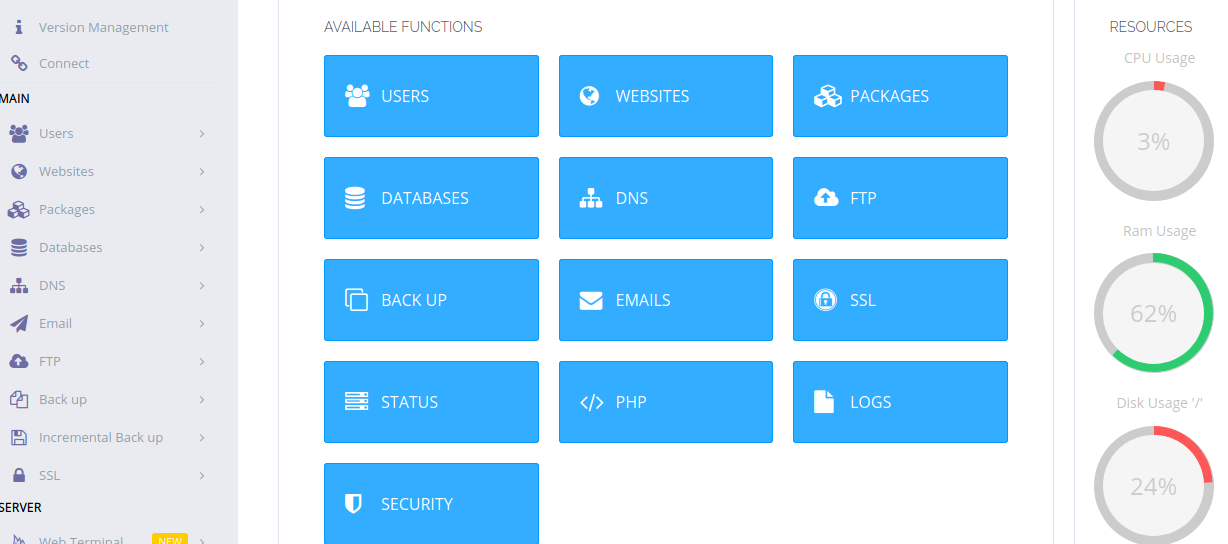 Version Management
Connect
MAIN
Users
Websites
Packages
Databases
DNS
Email
FTP
Back up
Incremental Back up
SSL
SERVER
Web Terminal NEW
AVAILABLE FUNCTIONS
USERS
WEBSITES
PACKAGES
DATABASES
DNS
FTP
BACK UP
EMAILS
SSL
STATUS
PHP
LOGS
SECURITY
RESOURCES
CPU Usage
3%
Ram Usage
62%
Disk Usage '/'
24%